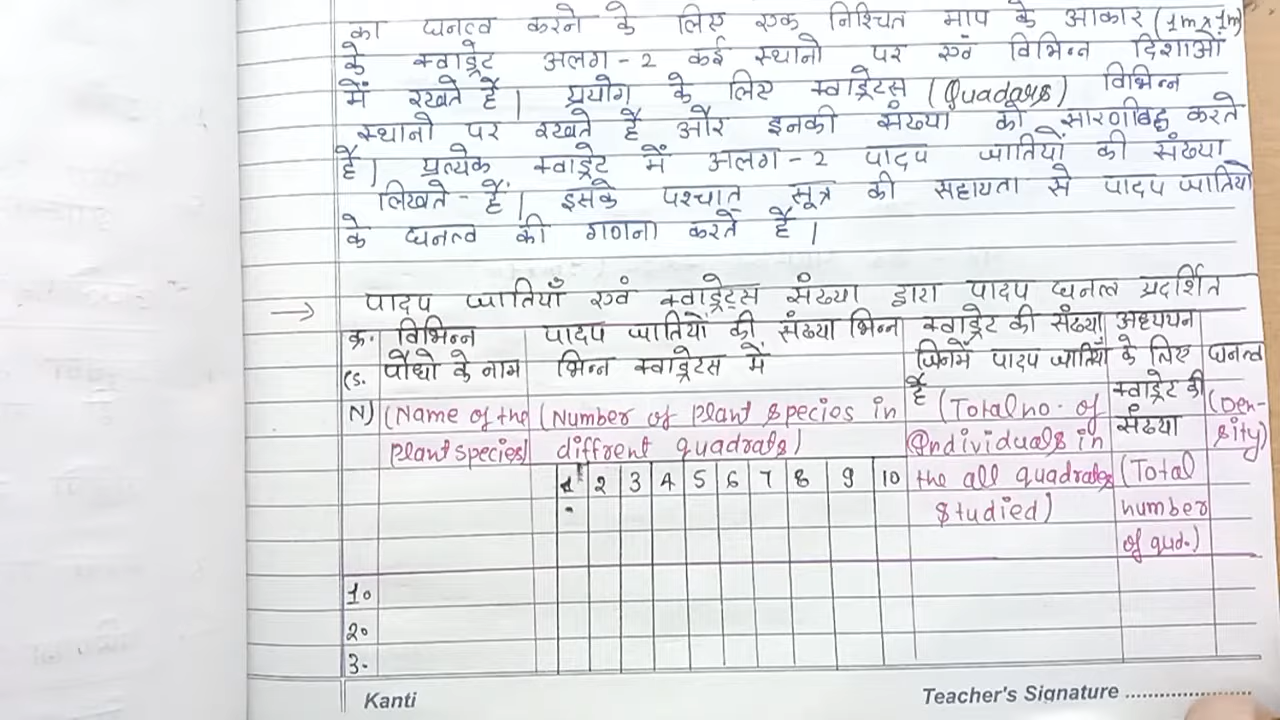 का घनत्व करने के लिए एक निश्चित माप के आकार (1m x 1m)
के क्वाड्रेट अलग-2 कई स्थानो पर एवं विभिन्न दिशाओं
में रखते है। प्रयोग के लिए क्वाड्रेटस (Quadars) विभिन्न
स्थानो पर रखते है और इनकी संख्या को सारणीबद्ध करते
है। प्रत्येक क्वाड्रेट में अलग-2 पादप जातियों की संख्या
लिखते-है। इसके पश्चात् सूत्र की सहायता से पादप जातियो
के घनत्व की गणना करते है।
→ पादप जातियाँ एवं क्वाड्रेट्स संख्या द्वारा पादप घनत्व प्रदर्शित
क्र. विभिन्न पादप जातियों की संख्या भिन्न क्वाड्रेट की संख्या अध्ययन
(S. पौधो के नाम भिन्न क्वाड्रेटस में जिनमें पादप जातियाँ के लिए घनत्व
है क्वाड्रेट की
N) (Name of the (Number of Plant species in (Total no. of संख्या (Den-
Plant species) diffrent quadrats) individuals in sity)
1 2 3 4 5 6 7 8 9 10 the all quadrates (Total
studied) number
of qua.)
1.
2.
3.
Kanti Teacher's Signature ......................